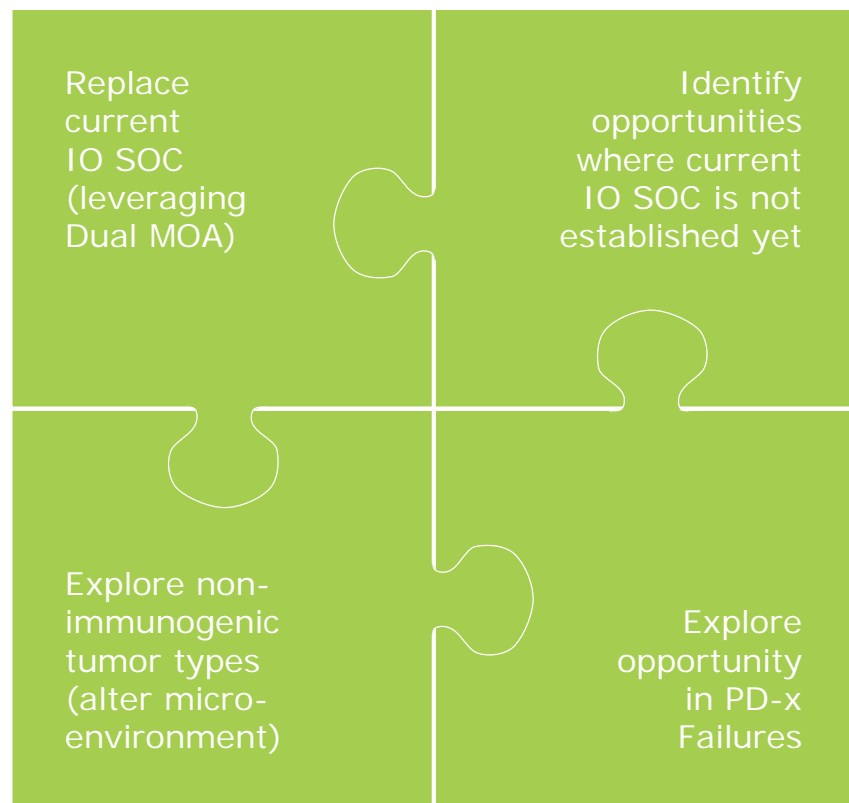 Replace
current
IO SOC
(leveraging
Dual MOA)
Identify
opportunities
where current
IO SOC is not
established yet
Explore non-
immunogenic
tumor types
(alter micro-
environment)
Explore
opportunity
in PD-x
Failures